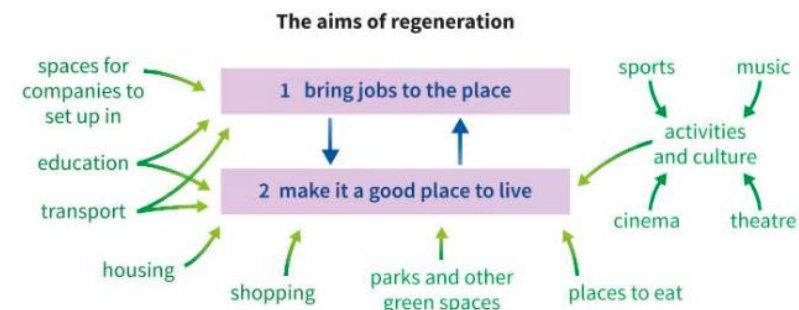 The aims of regeneration
spaces for
companies to
set up in
1 bring jobs to the place
sports
music
education
activities
and culture
transport
2 make it a good place to live
cinema
theatre
housing
shopping
parks and other
green spaces
places to eat